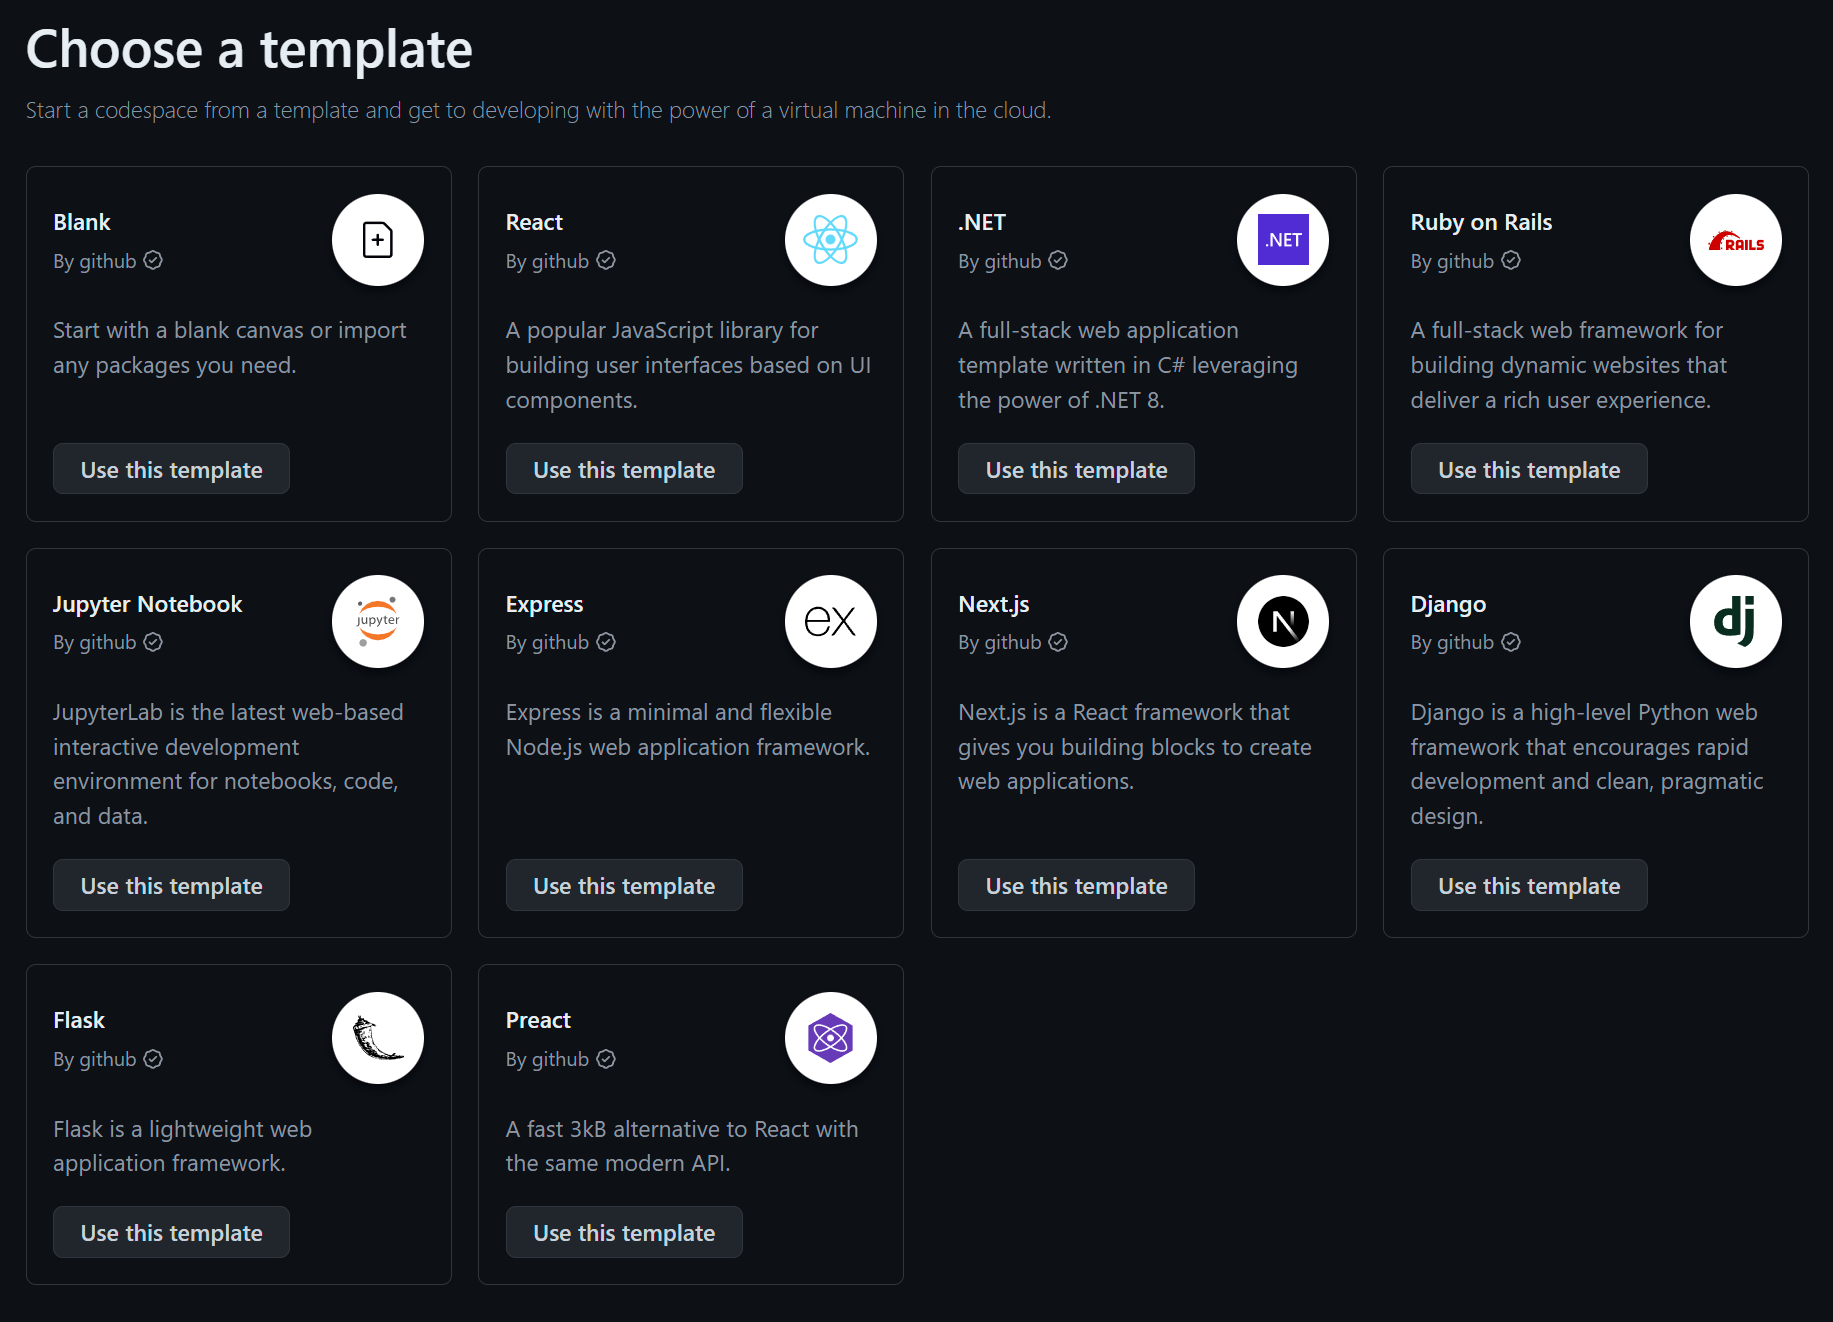 Choose a template
Start a codespace from a template and get to developing with the power of a virtual machine in the cloud.
Blank
By github
Start with a blank canvas or import
any packages you need.
Use this template
React
By github
A popular JavaScript library for
building user interfaces based on UI
components.
Use this template
.NET
By github
.NET
A full-stack web application
template written in C# leveraging
the power of .NET 8.
Use this template
Ruby on Rails
By github
RAILS
A full-stack web framework for
building dynamic websites that
deliver a rich user experience.
Use this template
Jupyter Notebook
By github
jupyter
JupyterLab is the latest web-based
interactive development
environment for notebooks, code,
and data.
Use this template
Express
By github
ex
Express is a minimal and flexible
Node.js web application framework.
Use this template
Next.js
By github
N
Next.js is a React framework that
gives you building blocks to create
web applications.
Use this template
Django
By github
dj
Django is a high-level Python web
framework that encourages rapid
development and clean, pragmatic
design.
Use this template
Flask
By github
Flask is a lightweight web
application framework.
Use this template
Preact
By github
A fast 3kB alternative to React with
the same modern API.
Use this template